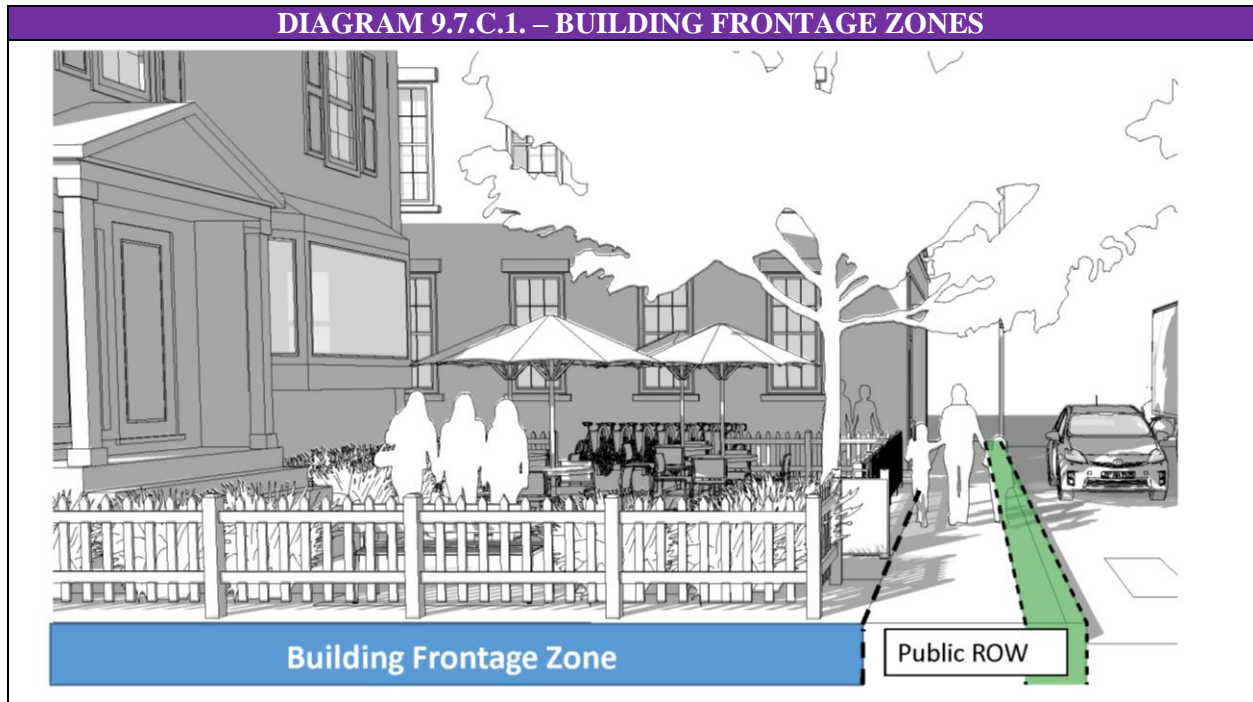 DIAGRAM 9.7.C.1. – BUILDING FRONTAGE ZONES
Building Frontage Zone
Public ROW